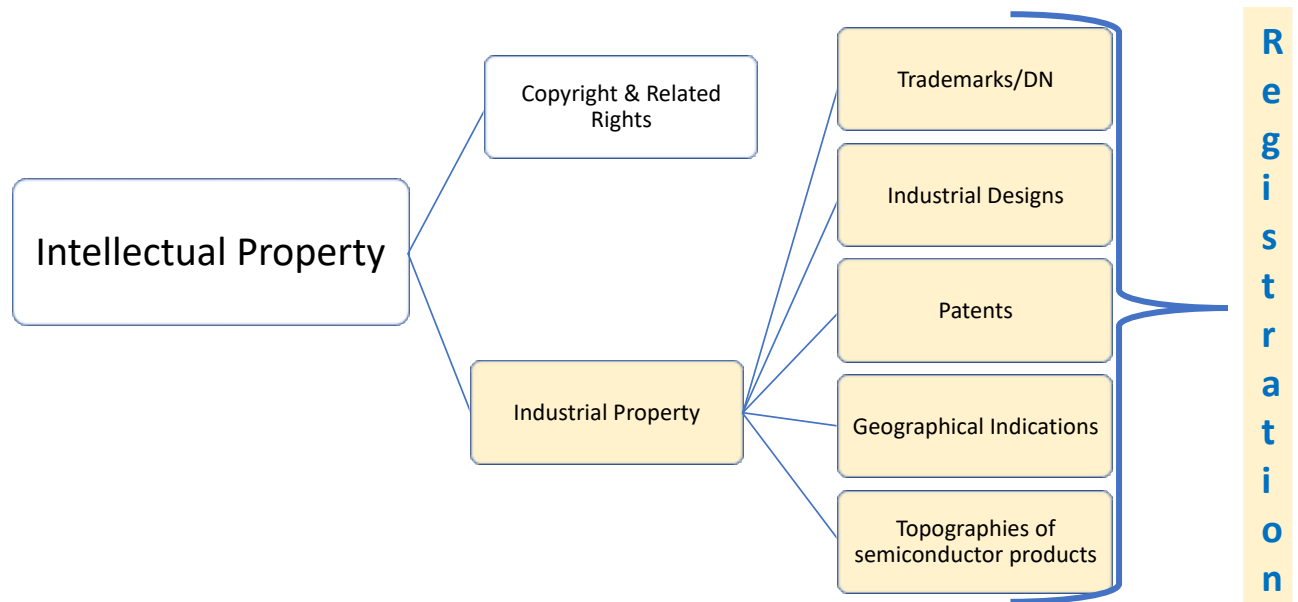 Intellectual Property
Copyright & Related
Rights
Industrial Property
Trademarks/DN
Industrial Designs
Patents
Geographical Indications
Topographies of
semiconductor products
R
e
g
i
s
t
r
a
t
i
o
n